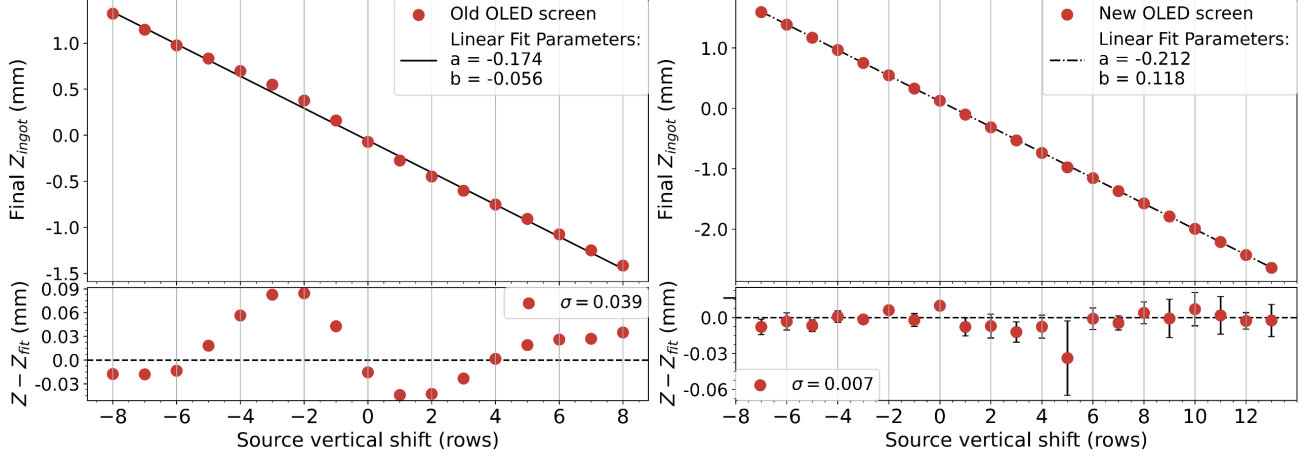 Old OLED screen
Linear Fit Parameters:
a = -0.174
b = -0.056
Final Z_ingot (mm)
1.0
0.5
0.0
-0.5
-1.0
-1.5
σ = 0.039
Z − Z_fit (mm)
0.09
0.06
0.03
0.0
-0.03
−8 −6 −4 −2 0 2 4 6 8
Source vertical shift (rows)
New OLED screen
Linear Fit Parameters:
a = -0.212
b = 0.118
Final Z_ingot (mm)
1.0
0.0
-1.0
-2.0
Z − Z_fit (mm)
0.0
-0.03
-0.06
σ = 0.007
−8 −6 −4 −2 0 2 4 6 8 10 12
Source vertical shift (rows)